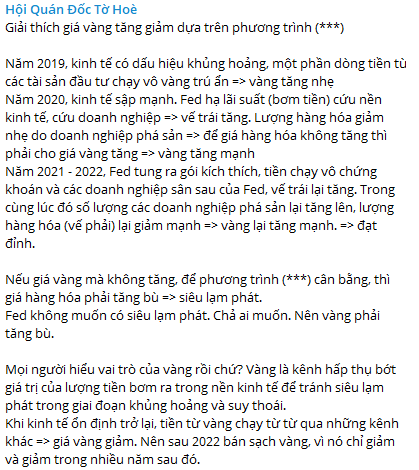 Hội Quán Đốc Tờ Hoè
Giải thích giá vàng tăng giảm dựa trên phương trình (***)
Năm 2019, kinh tế có dấu hiệu khủng hoảng, một phần dòng tiền từ
các tài sản đầu tư chạy vô vàng trú ẩn => vàng tăng nhẹ
Năm 2020, kinh tế sập mạnh. Fed hạ lãi suất (bơm tiền) cứu nền
kinh tế, cứu doanh nghiệp => vế trái tăng. Lượng hàng hóa giảm
nhẹ do doanh nghiệp phá sản => để giá hàng hóa không tăng thì
phải cho giá vàng tăng => vàng tăng mạnh
Năm 2021 - 2022, Fed tung ra gói kích thích, tiền chạy vô chứng
khoán và các doanh nghiệp sân sau của Fed, vế trái lại tăng. Trong
cùng lúc đó số lượng các doanh nghiệp phá sản lại tăng lên, lượng
hàng hóa (vế phải) lại giảm mạnh => vàng lại tăng mạnh. => đạt
đỉnh.
Nếu giá vàng mà không tăng, để phương trình (***) cân bằng, thì
giá hàng hóa phải tăng bù => siêu lạm phát.
Fed không muốn có siêu lạm phát. Chả ai muốn. Nên vàng phải
tăng bù.
Mọi người hiểu vai trò của vàng rồi chứ? Vàng là kênh hấp thụ bớt
giá trị của lượng tiền bơm ra trong nền kinh tế để tránh siêu lạm
phát trong giai đoạn khủng hoảng và suy thoái.
Khi kinh tế ổn định trở lại, tiền từ vàng chạy từ từ qua những kênh
khác => giá vàng giảm. Nên sau 2022 bán sạch vàng, vì nó chỉ giảm
và giảm trong nhiều năm sau đó.